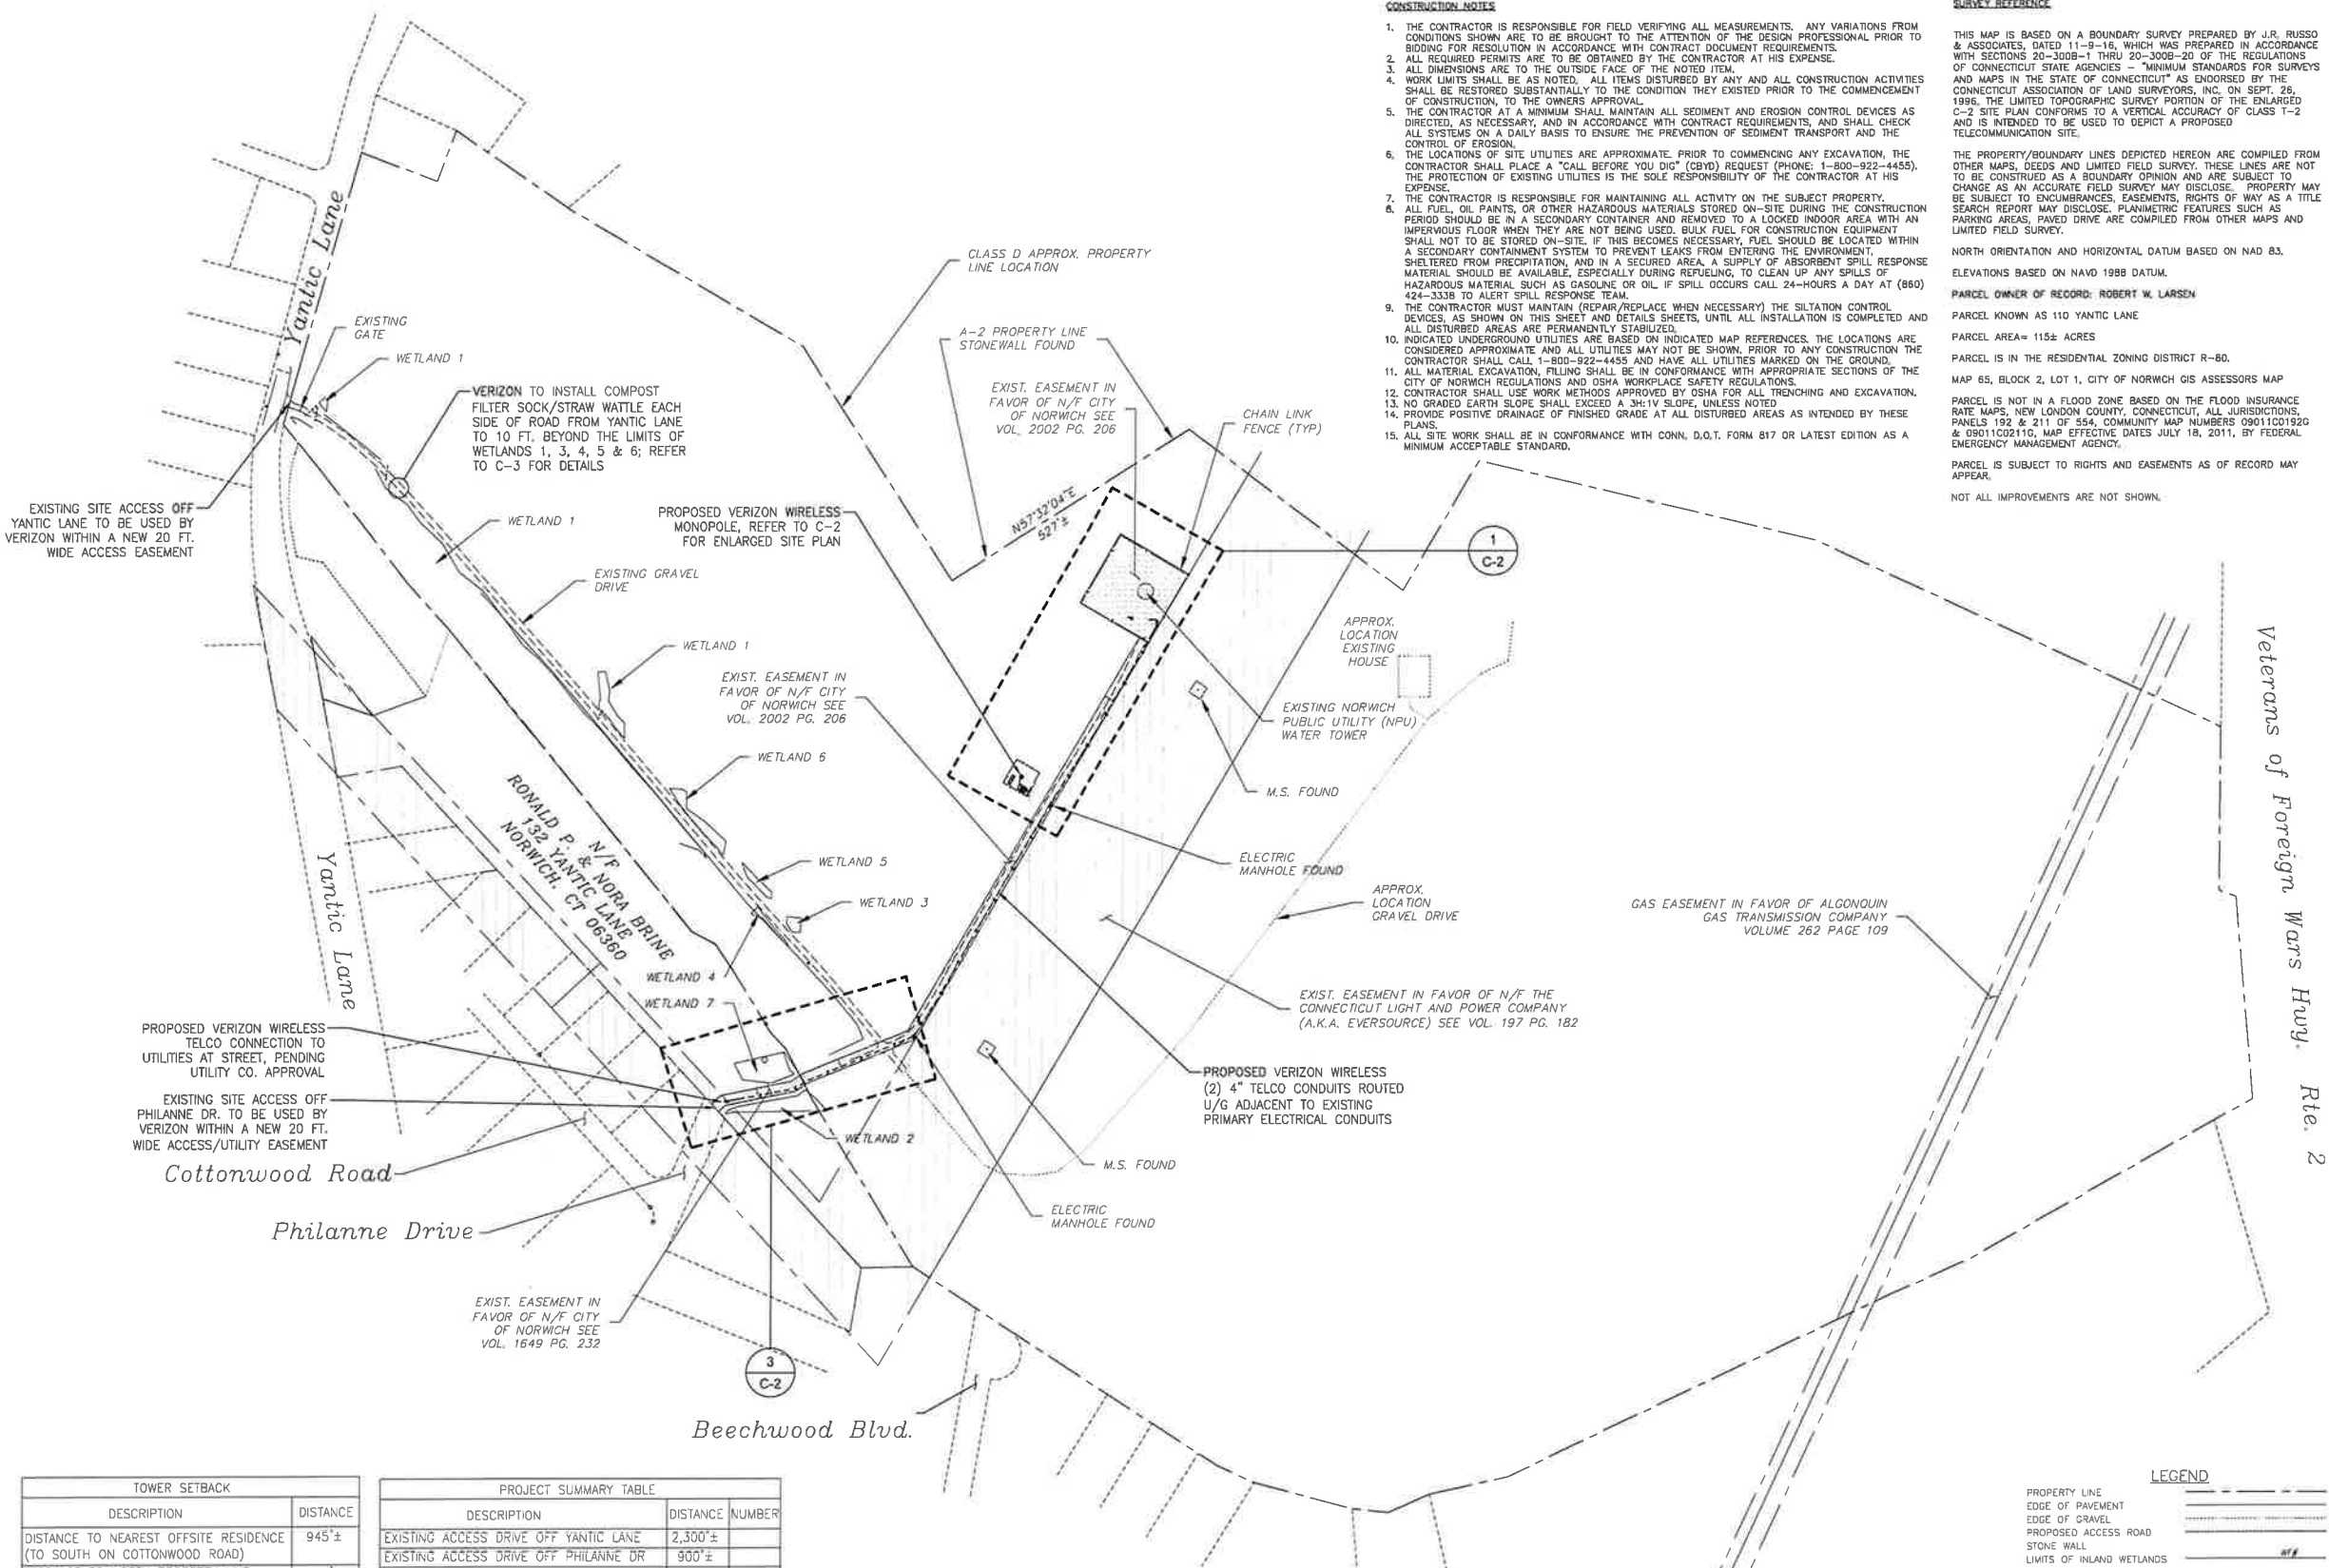 CONSTRUCTION NOTES
1. THE CONTRACTOR IS RESPONSIBLE FOR FIELD VERIFYING ALL MEASUREMENTS. ANY VARIATIONS FROM
CONDITIONS SHOWN ARE TO BE BROUGHT TO THE ATTENTION OF THE DESIGN PROFESSIONAL PRIOR TO
BIDDING FOR RESOLUTION IN ACCORDANCE WITH CONTRACT DOCUMENT REQUIREMENTS.
2. ALL REQUIRED PERMITS ARE TO BE OBTAINED BY THE CONTRACTOR AT HIS EXPENSE.
3. ALL DIMENSIONS ARE TO THE OUTSIDE FACE OF THE NOTED ITEM.
4. WORK LIMITS SHALL BE AS NOTED. ALL ITEMS DISTURBED BY ANY AND ALL CONSTRUCTION ACTIVITIES
SHALL BE RESTORED SUBSTANTIALLY TO THE CONDITION THEY EXISTED PRIOR TO THE COMMENCEMENT
OF CONSTRUCTION, TO THE OWNERS APPROVAL.
5. THE CONTRACTOR AT A MINIMUM SHALL MAINTAIN ALL SEDIMENT AND EROSION CONTROL DEVICES AS
DIRECTED, AS NECESSARY, AND IN ACCORDANCE WITH CONTRACT REQUIREMENTS, AND SHALL CHECK
ALL SYSTEMS ON A DAILY BASIS TO ENSURE THE PREVENTION OF SEDIMENT TRANSPORT AND THE
CONTROL OF EROSION.
6. THE LOCATIONS OF SITE UTILITIES ARE APPROXIMATE. PRIOR TO COMMENCING ANY EXCAVATION, THE
CONTRACTOR SHALL PLACE A "CALL BEFORE YOU DIG" (CBYD) REQUEST (PHONE: 1-800-922-4455).
THE PROTECTION OF EXISTING UTILITIES IS THE SOLE RESPONSIBILITY OF THE CONTRACTOR AT HIS
EXPENSE.
7. THE CONTRACTOR IS RESPONSIBLE FOR MAINTAINING ALL ACTIVITY ON THE SUBJECT PROPERTY.
8. ALL FUEL, OIL PAINTS, OR OTHER HAZARDOUS MATERIALS STORED ON-SITE DURING THE CONSTRUCTION
PERIOD SHOULD BE IN A SECONDARY CONTAINER AND REMOVED TO A LOCKED INDOOR AREA WITH AN
IMPERVIOUS FLOOR WHEN THEY ARE NOT BEING USED. BULK FUEL FOR CONSTRUCTION EQUIPMENT
SHALL NOT TO BE STORED ON-SITE. IF THIS BECOMES NECESSARY, FUEL SHOULD BE LOCATED WITHIN
A SECONDARY CONTAINMENT SYSTEM TO PREVENT LEAKS FROM ENTERING THE ENVIRONMENT,
SHELTERED FROM PRECIPITATION, AND IN A SECURED AREA. A SUPPLY OF ABSORBENT SPILL RESPONSE
MATERIAL SHOULD BE AVAILABLE, ESPECIALLY DURING REFUELING, TO CLEAN UP ANY SPILLS OF
HAZARDOUS MATERIAL SUCH AS GASOLINE OR OIL. IF SPILL OCCURS CALL 24-HOURS A DAY AT (860)
424-3338 TO ALERT SPILL RESPONSE TEAM.
9. THE CONTRACTOR MUST MAINTAIN (REPAIR/REPLACE WHEN NECESSARY) THE SILTATION CONTROL
DEVICES, AS SHOWN ON THIS SHEET AND DETAILS SHEETS, UNTIL ALL INSTALLATION IS COMPLETED AND
ALL DISTURBED AREAS ARE PERMANENTLY STABILIZED.
10. INDICATED UNDERGROUND UTILITIES ARE BASED ON INDICATED MAP REFERENCES. THE LOCATIONS ARE
CONSIDERED APPROXIMATE AND ALL UTILITIES MAY NOT BE SHOWN. PRIOR TO ANY CONSTRUCTION THE
CONTRACTOR SHALL CALL 1-800-922-4455 AND HAVE ALL UTILITIES MARKED ON THE GROUND.
11. ALL MATERIAL EXCAVATION, FILLING SHALL BE IN CONFORMANCE WITH APPROPRIATE SECTIONS OF THE
CITY OF NORWICH REGULATIONS AND OSHA WORKPLACE SAFETY REGULATIONS.
12. CONTRACTOR SHALL USE WORK METHODS APPROVED BY OSHA FOR ALL TRENCHING AND EXCAVATION.
13. NO GRADED EARTH SLOPE SHALL EXCEED A 3H:1V SLOPE, UNLESS NOTED
14. PROVIDE POSITIVE DRAINAGE OF FINISHED GRADE AT ALL DISTURBED AREAS AS INTENDED BY THESE
PLANS.
15. ALL SITE WORK SHALL BE IN CONFORMANCE WITH CONN. D.O.T. FORM 817 OR LATEST EDITION AS A
MINIMUM ACCEPTABLE STANDARD.
SURVEY REFERENCE
THIS MAP IS BASED ON A BOUNDARY SURVEY PREPARED BY J.R. RUSSO
& ASSOCIATES, DATED 11-9-16, WHICH WAS PREPARED IN ACCORDANCE
WITH SECTIONS 20-300B-1 THRU 20-300B-20 OF THE REGULATIONS
OF CONNECTICUT STATE AGENCIES – "MINIMUM STANDARDS FOR SURVEYS
AND MAPS IN THE STATE OF CONNECTICUT" AS ENDORSED BY THE
CONNECTICUT ASSOCIATION OF LAND SURVEYORS, INC. ON SEPT. 26,
1996. THE LIMITED TOPOGRAPHIC SURVEY PORTION OF THE ENLARGED
C-2 SITE PLAN CONFORMS TO A VERTICAL ACCURACY OF CLASS T-2
AND IS INTENDED TO BE USED TO DEPICT A PROPOSED
TELECOMMUNICATION SITE.
THE PROPERTY/BOUNDARY LINES DEPICTED HEREON ARE COMPILED FROM
OTHER MAPS, DEEDS AND LIMITED FIELD SURVEY. THESE LINES ARE NOT
TO BE CONSTRUED AS A BOUNDARY OPINION AND ARE SUBJECT TO
CHANGE AS AN ACCURATE FIELD SURVEY MAY DISCLOSE. PROPERTY MAY
BE SUBJECT TO ENCUMBRANCES, EASEMENTS, RIGHTS OF WAY AS A TITLE
SEARCH REPORT MAY DISCLOSE. PLANIMETRIC FEATURES SUCH AS
PARKING AREAS, PAVED DRIVE ARE COMPILED FROM OTHER MAPS AND
LIMITED FIELD SURVEY.
NORTH ORIENTATION AND HORIZONTAL DATUM BASED ON NAD 83.
ELEVATIONS BASED ON NAVD 1988 DATUM.
PARCEL OWNER OF RECORD: ROBERT W. LARSEN
PARCEL KNOWN AS 110 YANTIC LANE
PARCEL AREA= 115± ACRES
PARCEL IS IN THE RESIDENTIAL ZONING DISTRICT R-80.
MAP 65, BLOCK 2, LOT 1, CITY OF NORWICH GIS ASSESSORS MAP
PARCEL IS NOT IN A FLOOD ZONE BASED ON THE FLOOD INSURANCE
RATE MAPS, NEW LONDON COUNTY, CONNECTICUT, ALL JURISDICTIONS,
PANELS 192 & 211 OF 554, COMMUNITY MAP NUMBERS 09011C0192G
& 09011C0211G, MAP EFFECTIVE DATES JULY 18, 2011, BY FEDERAL
EMERGENCY MANAGEMENT AGENCY.
PARCEL IS SUBJECT TO RIGHTS AND EASEMENTS AS OF RECORD MAY
APPEAR.
NOT ALL IMPROVEMENTS ARE NOT SHOWN.
Yantic Lane
EXISTING
GATE
WETLAND 1
VERIZON TO INSTALL COMPOST
FILTER SOCK/STRAW WATTLE EACH
SIDE OF ROAD FROM YANTIC LANE
TO 10 FT. BEYOND THE LIMITS OF
WETLANDS 1, 3, 4, 5 & 6; REFER
TO C-3 FOR DETAILS
CLASS D APPROX. PROPERTY
LINE LOCATION
A-2 PROPERTY LINE
STONEWALL FOUND
EXIST. EASEMENT IN
FAVOR OF N/F CITY
OF NORWICH SEE
VOL. 2002 PG. 206
CHAIN LINK
FENCE (TYP)
EXISTING SITE ACCESS OFF
YANTIC LANE TO BE USED BY
VERIZON WITHIN A NEW 20 FT.
WIDE ACCESS EASEMENT
WETLAND 1
PROPOSED VERIZON WIRELESS
MONOPOLE, REFER TO C-2
FOR ENLARGED SITE PLAN
N57°32'04"E
527'±
1
C-2
EXISTING GRAVEL
DRIVE
WETLAND 1
APPROX.
LOCATION
EXISTING
HOUSE
EXIST. EASEMENT IN
FAVOR OF N/F CITY
OF NORWICH SEE
VOL. 2002 PG. 206
EXISTING NORWICH
PUBLIC UTILITY (NPU)
WATER TOWER
WETLAND 6
M.S. FOUND
N/F
RONALD P. & NORA BRINE
132 YANTIC LANE
NORWICH, CT 06360
WETLAND 5
ELECTRIC
MANHOLE FOUND
WETLAND 3
APPROX.
LOCATION
GRAVEL DRIVE
GAS EASEMENT IN FAVOR OF ALGONQUIN
GAS TRANSMISSION COMPANY
VOLUME 262 PAGE 109
Veterans of Foreign Wars Hwy. Rte. 2
Yantic Lane
WETLAND 4
WETLAND 7
EXIST. EASEMENT IN FAVOR OF N/F THE
CONNECTICUT LIGHT AND POWER COMPANY
(A.K.A. EVERSOURCE) SEE VOL. 197 PG. 182
PROPOSED VERIZON WIRELESS
TELCO CONNECTION TO
UTILITIES AT STREET, PENDING
UTILITY CO. APPROVAL
PROPOSED VERIZON WIRELESS
(2) 4" TELCO CONDUITS ROUTED
U/G ADJACENT TO EXISTING
PRIMARY ELECTRICAL CONDUITS
EXISTING SITE ACCESS OFF
PHILANNE DR. TO BE USED BY
VERIZON WITHIN A NEW 20 FT.
WIDE ACCESS/UTILITY EASEMENT
WETLAND 2
M.S. FOUND
Cottonwood Road
Philanne Drive
ELECTRIC
MANHOLE FOUND
EXIST. EASEMENT IN
FAVOR OF N/F CITY
OF NORWICH SEE
VOL. 1649 PG. 232
3
C-2
Beechwood Blvd.
TOWER SETBACK
DESCRIPTION DISTANCE
DISTANCE TO NEAREST OFFSITE RESIDENCE 945'±
(TO SOUTH ON COTTONWOOD ROAD)
PROJECT SUMMARY TABLE
DESCRIPTION DISTANCE NUMBER
EXISTING ACCESS DRIVE OFF YANTIC LANE 2,300'±
EXISTING ACCESS DRIVE OFF PHILANNE DR 900'±
LEGEND
PROPERTY LINE
EDGE OF PAVEMENT
EDGE OF GRAVEL
PROPOSED ACCESS ROAD
STONE WALL
LIMITS OF INLAND WETLANDS